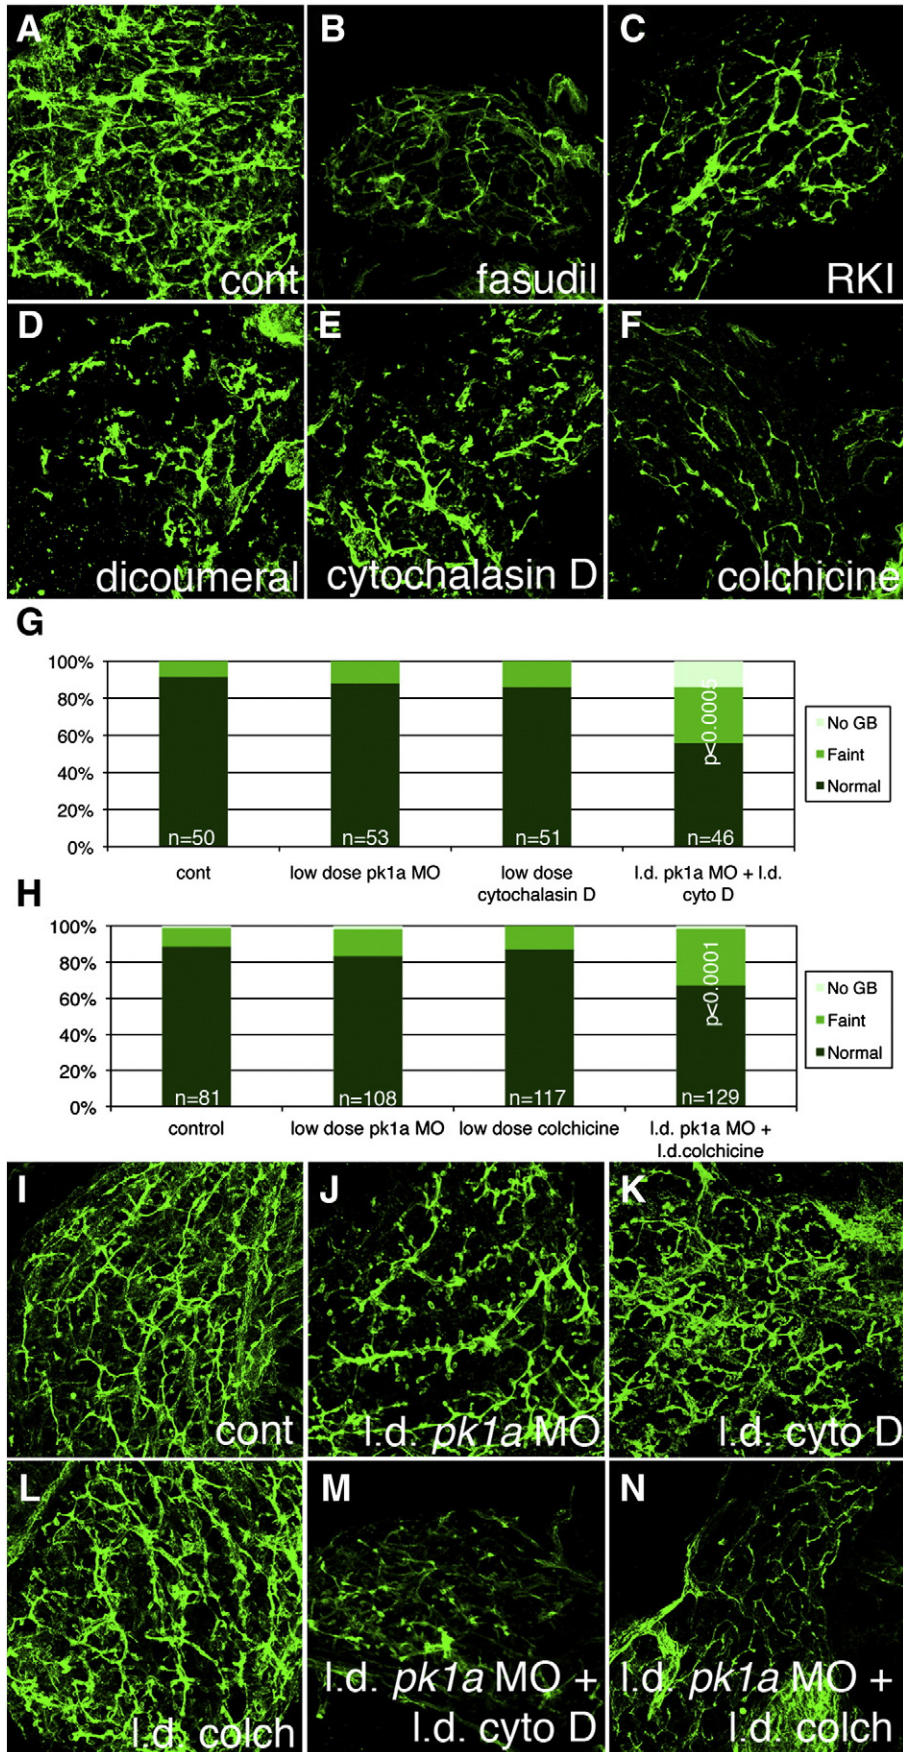 A
B
C
cont
fasudil
RKI
D
E
F
dicoumeral
cytochalasin D
colchicine
G
100%
80%
60%
40%
20%
0%
n=50
n=53
n=51
p<0.0005
n=46
cont
low dose pk1a MO
low dose
cytochalasin D
l.d. pk1a MO + l.d.
cyto D
No GB
Faint
Normal
H
100%
80%
60%
40%
20%
0%
n=81
n=108
n=117
p<0.0001
n=129
control
low dose pk1a MO
low dose colchicine
l.d. pk1a MO +
l.d.colchicine
No GB
Faint
Normal
I
J
K
cont
l.d. pk1a MO
l.d. cyto D
L
M
N
l.d. colch
l.d. pk1a MO +
l.d. cyto D
l.d. pk1a MO +
l.d. colch